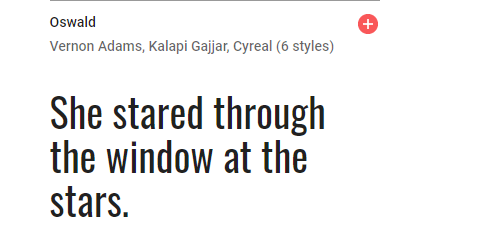 Oswald
Vernon Adams, Kalapi Gajjar, Cyreal (6 styles)
She stared through
the window at the
stars.